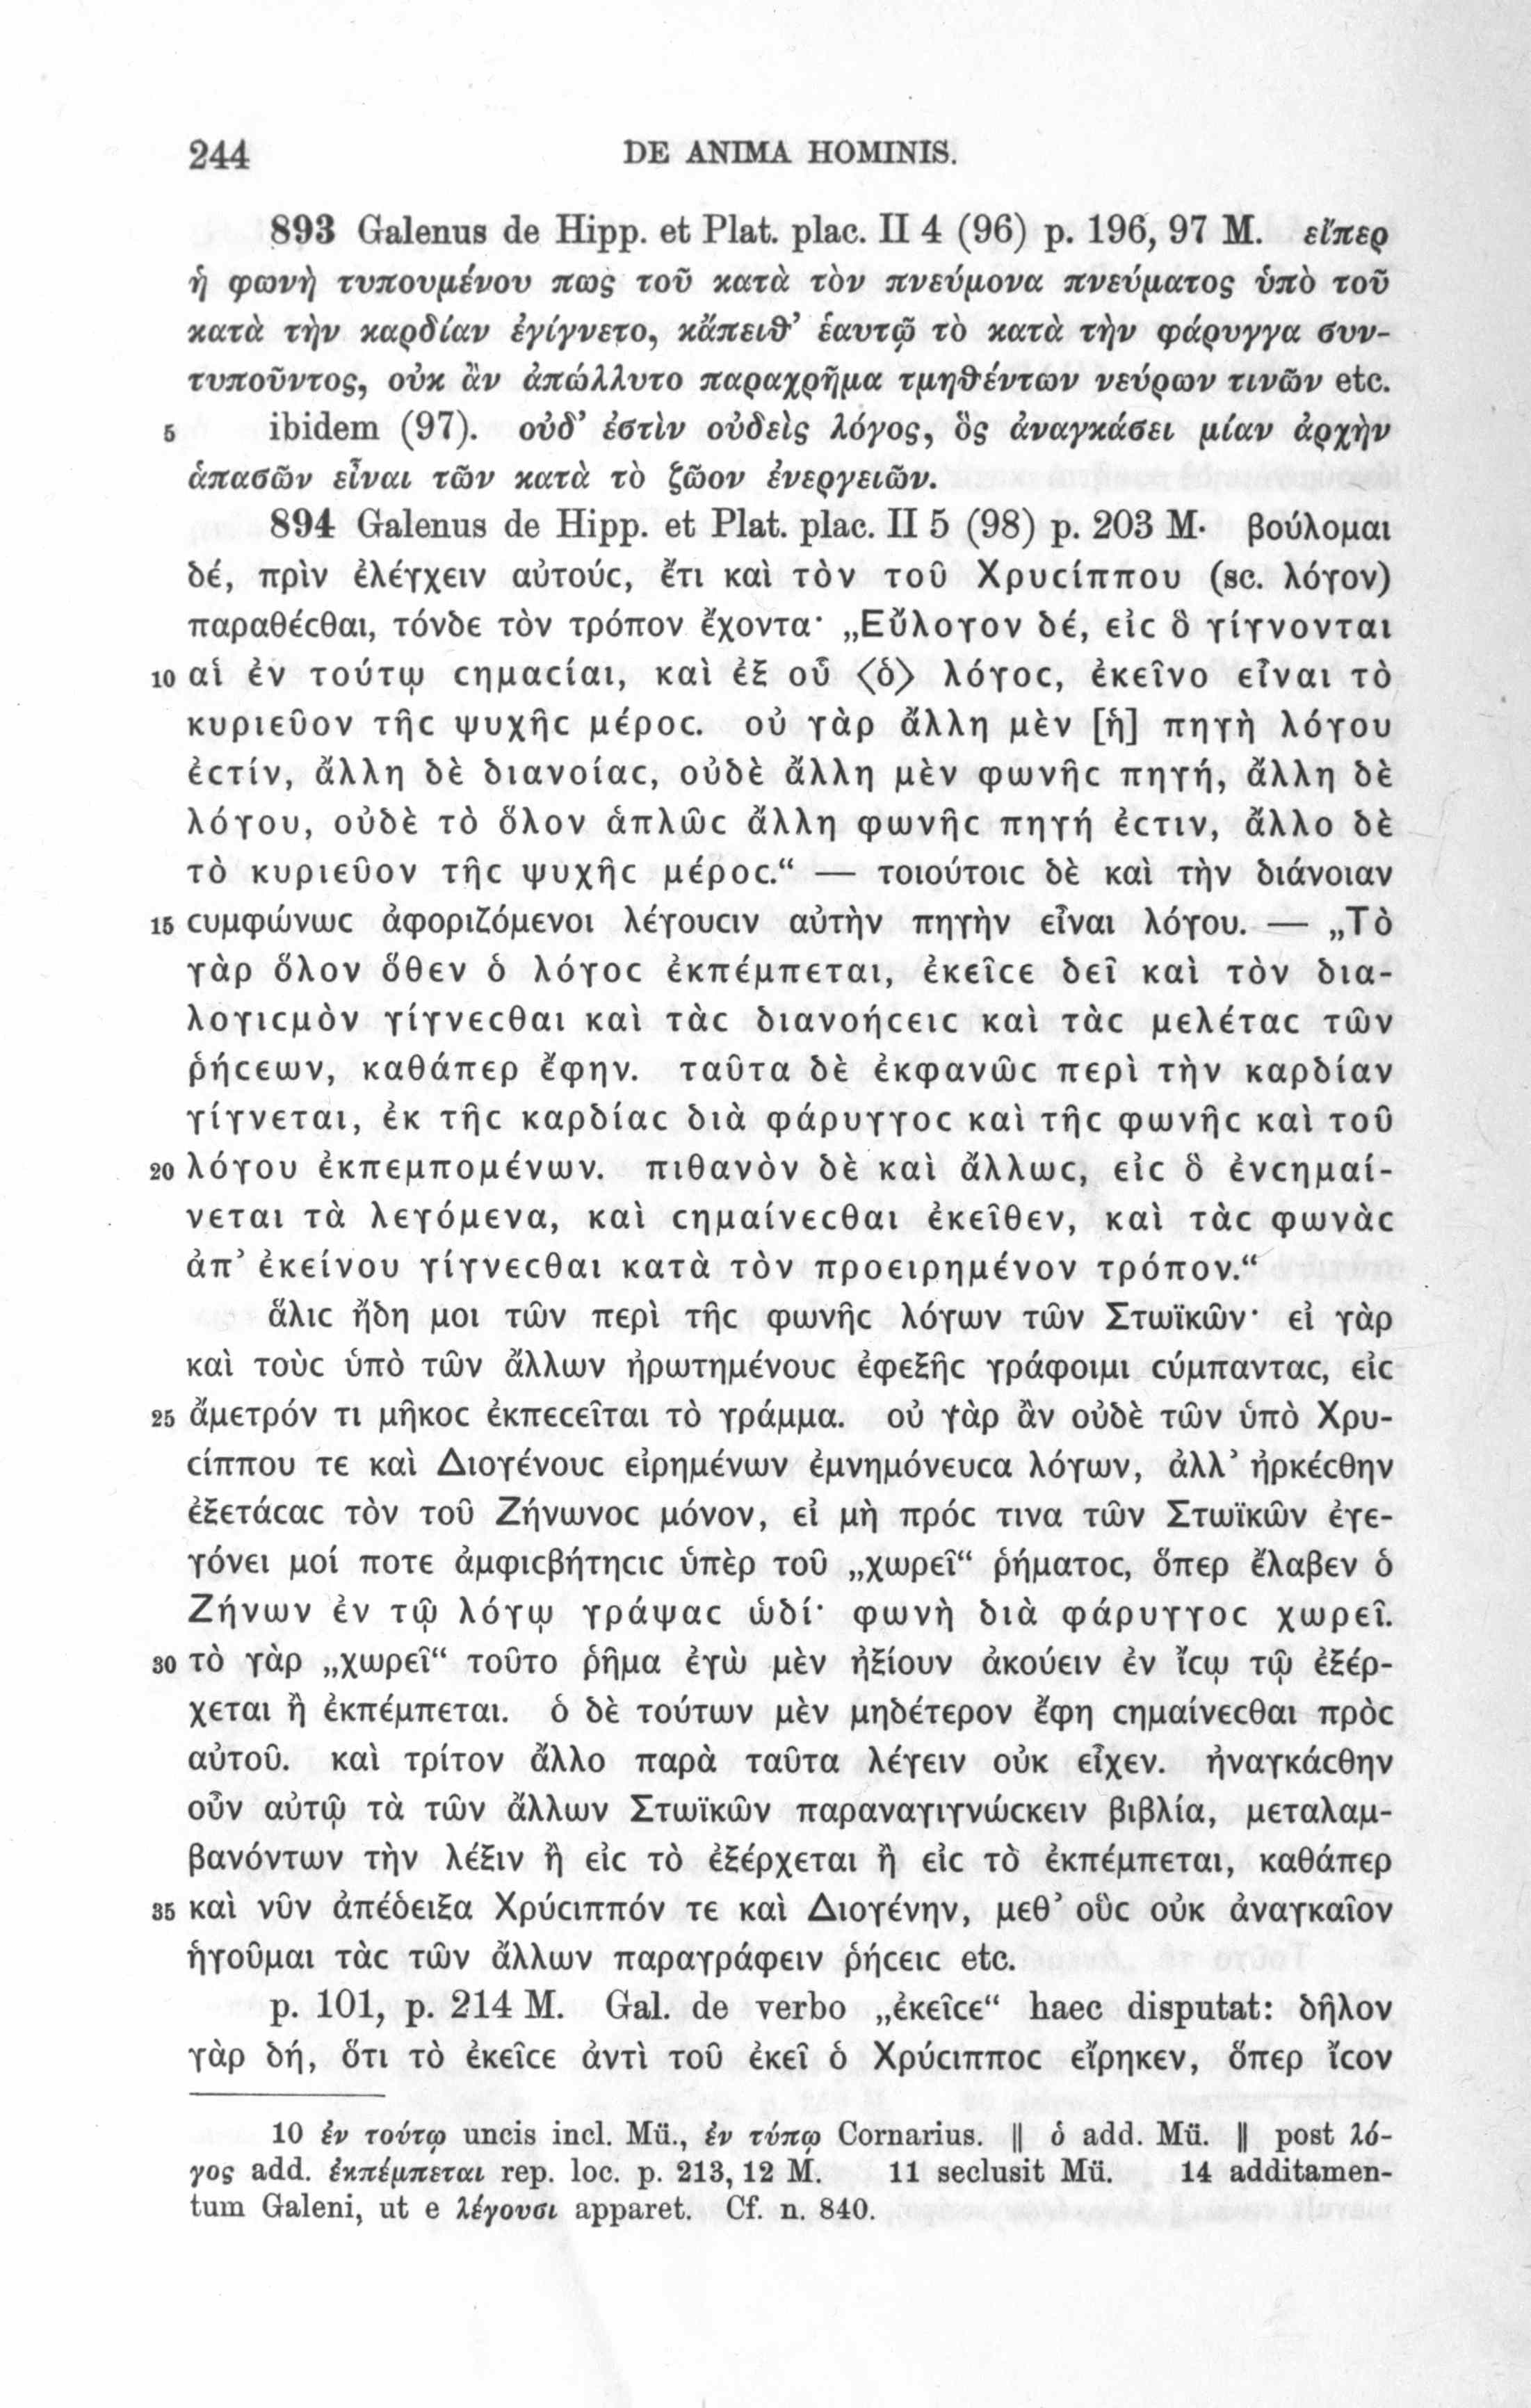 244 DE ANIMA HOMINIS.
893 Galenus de Hipp. et Plat. plac. II 4 (96) p. 196, 97 M. εἴπερ
ἡ φωνὴ τυπουμένου πως τοῦ κατὰ τὸν πνεύμονα πνεύματος ὑπὸ τοῦ
κατὰ τὴν καρδίαν ἐγίγνετο, κἄπειθ’ ἑαυτῷ τὸ κατὰ τὴν φάρυγγα συν-
τυποῦντος, οὐκ ἂν ἀπώλλυτο παραχρῆμα τμηθέντων νεύρων τινῶν etc.
5 ibidem (97). οὐδ’ ἐστὶν οὐδεὶς λόγος, ὃς ἀναγκάσει μίαν ἀρχὴν
ἁπασῶν εἶναι τῶν κατὰ τὸ ζῶον ἐνεργειῶν.
894 Galenus de Hipp. et Plat. plac. II 5 (98) p. 203 M· βούλομαι
δέ, πρὶν ἐλέγχειν αὐτούϲ, ἔτι καὶ τὸν τοῦ Χρυϲίππου (sc. λόγον)
παραθέϲθαι, τόνδε τὸν τρόπον ἔχοντα· „Εὔλογον δέ, εἰϲ ὃ γίγνονται
10 αἱ ἐν τούτῳ ϲημαϲίαι, καὶ ἐξ οὗ 〈ὁ〉 λόγοϲ, ἐκεῖνο εἶναι τὸ
κυριεῦον τῆϲ ψυχῆϲ μέροϲ. οὐ γὰρ ἄλλη μὲν [ἡ] πηγὴ λόγου
ἐϲτίν, ἄλλη δὲ διανοίαϲ, οὐδὲ ἄλλη μὲν φωνῆϲ πηγή, ἄλλη δὲ
λόγου, οὐδὲ τὸ ὅλον ἁπλῶϲ ἄλλη φωνῆϲ πηγή ἐϲτιν, ἄλλο δὲ
τὸ κυριεῦον τῆϲ ψυχῆϲ μέροϲ.“ — τοιούτοιϲ δὲ καὶ τὴν διάνοιαν
15 ϲυμφώνωϲ ἀφοριζόμενοι λέγουϲιν αὐτὴν πηγὴν εἶναι λόγου. — „Τὸ
γὰρ ὅλον ὅθεν ὁ λόγοϲ ἐκπέμπεται, ἐκεῖϲε δεῖ καὶ τὸν δια-
λογιϲμὸν γίγνεϲθαι καὶ τὰϲ διανοήϲειϲ καὶ τὰϲ μελέταϲ τῶν
ῥήϲεων, καθάπερ ἔφην. ταῦτα δὲ ἐκφανῶϲ περὶ τὴν καρδίαν
γίγνεται, ἐκ τῆϲ καρδίαϲ διὰ φάρυγγοϲ καὶ τῆϲ φωνῆϲ καὶ τοῦ
20 λόγου ἐκπεμπομένων. πιθανὸν δὲ καὶ ἄλλωϲ, εἰϲ ὃ ἐνϲημαί-
νεται τὰ λεγόμενα, καὶ ϲημαίνεϲθαι ἐκεῖθεν, καὶ τὰϲ φωνὰϲ
ἀπ’ ἐκείνου γίγνεϲθαι κατὰ τὸν προειρημένον τρόπον.“
ἅλιϲ ἤδη μοι τῶν περὶ τῆϲ φωνῆϲ λόγων τῶν Στωϊκῶν· εἰ γὰρ
καὶ τοὺϲ ὑπὸ τῶν ἄλλων ἠρωτημένουϲ ἐφεξῆϲ γράφοιμι ϲύμπανταϲ, εἰϲ
25 ἄμετρόν τι μῆκοϲ ἐκπεϲεῖται τὸ γράμμα. οὐ γὰρ ἂν οὐδὲ τῶν ὑπὸ Χρυ-
ϲίππου τε καὶ Διογένουϲ εἰρημένων ἐμνημόνευϲα λόγων, ἀλλ’ ἠρκέϲθην
ἐξετάϲαϲ τὸν τοῦ Ζήνωνοϲ μόνον, εἰ μὴ πρόϲ τινα τῶν Στωϊκῶν ἐγε-
γόνει μοί ποτε ἀμφιϲβήτηϲιϲ ὑπὲρ τοῦ „χωρεῖ“ ῥήματοϲ, ὅπερ ἔλαβεν ὁ
Ζήνων ἐν τῷ λόγῳ γράψαϲ ὡδί· φωνὴ διὰ φάρυγγοϲ χωρεῖ.
30 τὸ γὰρ „χωρεῖ“ τοῦτο ῥῆμα ἐγὼ μὲν ἠξίουν ἀκούειν ἐν ἴϲῳ τῷ ἐξέρ-
χεται ἢ ἐκπέμπεται. ὁ δὲ τούτων μὲν μηδέτερον ἔφη ϲημαίνεϲθαι πρὸϲ
αὐτοῦ. καὶ τρίτον ἄλλο παρὰ ταῦτα λέγειν οὐκ εἶχεν. ἠναγκάϲθην
οὖν αὐτῷ τὰ τῶν ἄλλων Στωϊκῶν παραναγιγνώϲκειν βιβλία, μεταλαμ-
βανόντων τὴν λέξιν ἢ εἰϲ τὸ ἐξέρχεται ἢ εἰϲ τὸ ἐκπέμπεται, καθάπερ
35 καὶ νῦν ἀπέδειξα Χρύϲιππόν τε καὶ Διογένην, μεθ’ οὓϲ οὐκ ἀναγκαῖον
ἡγοῦμαι τὰϲ τῶν ἄλλων παραγράφειν ῥήϲειϲ etc.
p. 101, p. 214 M. Gal. de verbo „ἐκεῖϲε“ haec disputat: δῆλον
γὰρ δή, ὅτι τὸ ἐκεῖϲε ἀντὶ τοῦ ἐκεῖ ὁ Χρύϲιπποϲ εἴρηκεν, ὅπερ ἴϲον
10 ἐν τούτῳ uncis incl. Mü., ἐν τύπῳ Cornarius. || ὁ add. Mü. || post λό-
γος add. ἐκπέμπεται rep. loc. p. 213, 12 M. 11 seclusit Mü. 14 additamen-
tum Galeni, ut e λέγουσι apparet. Cf. n. 840.